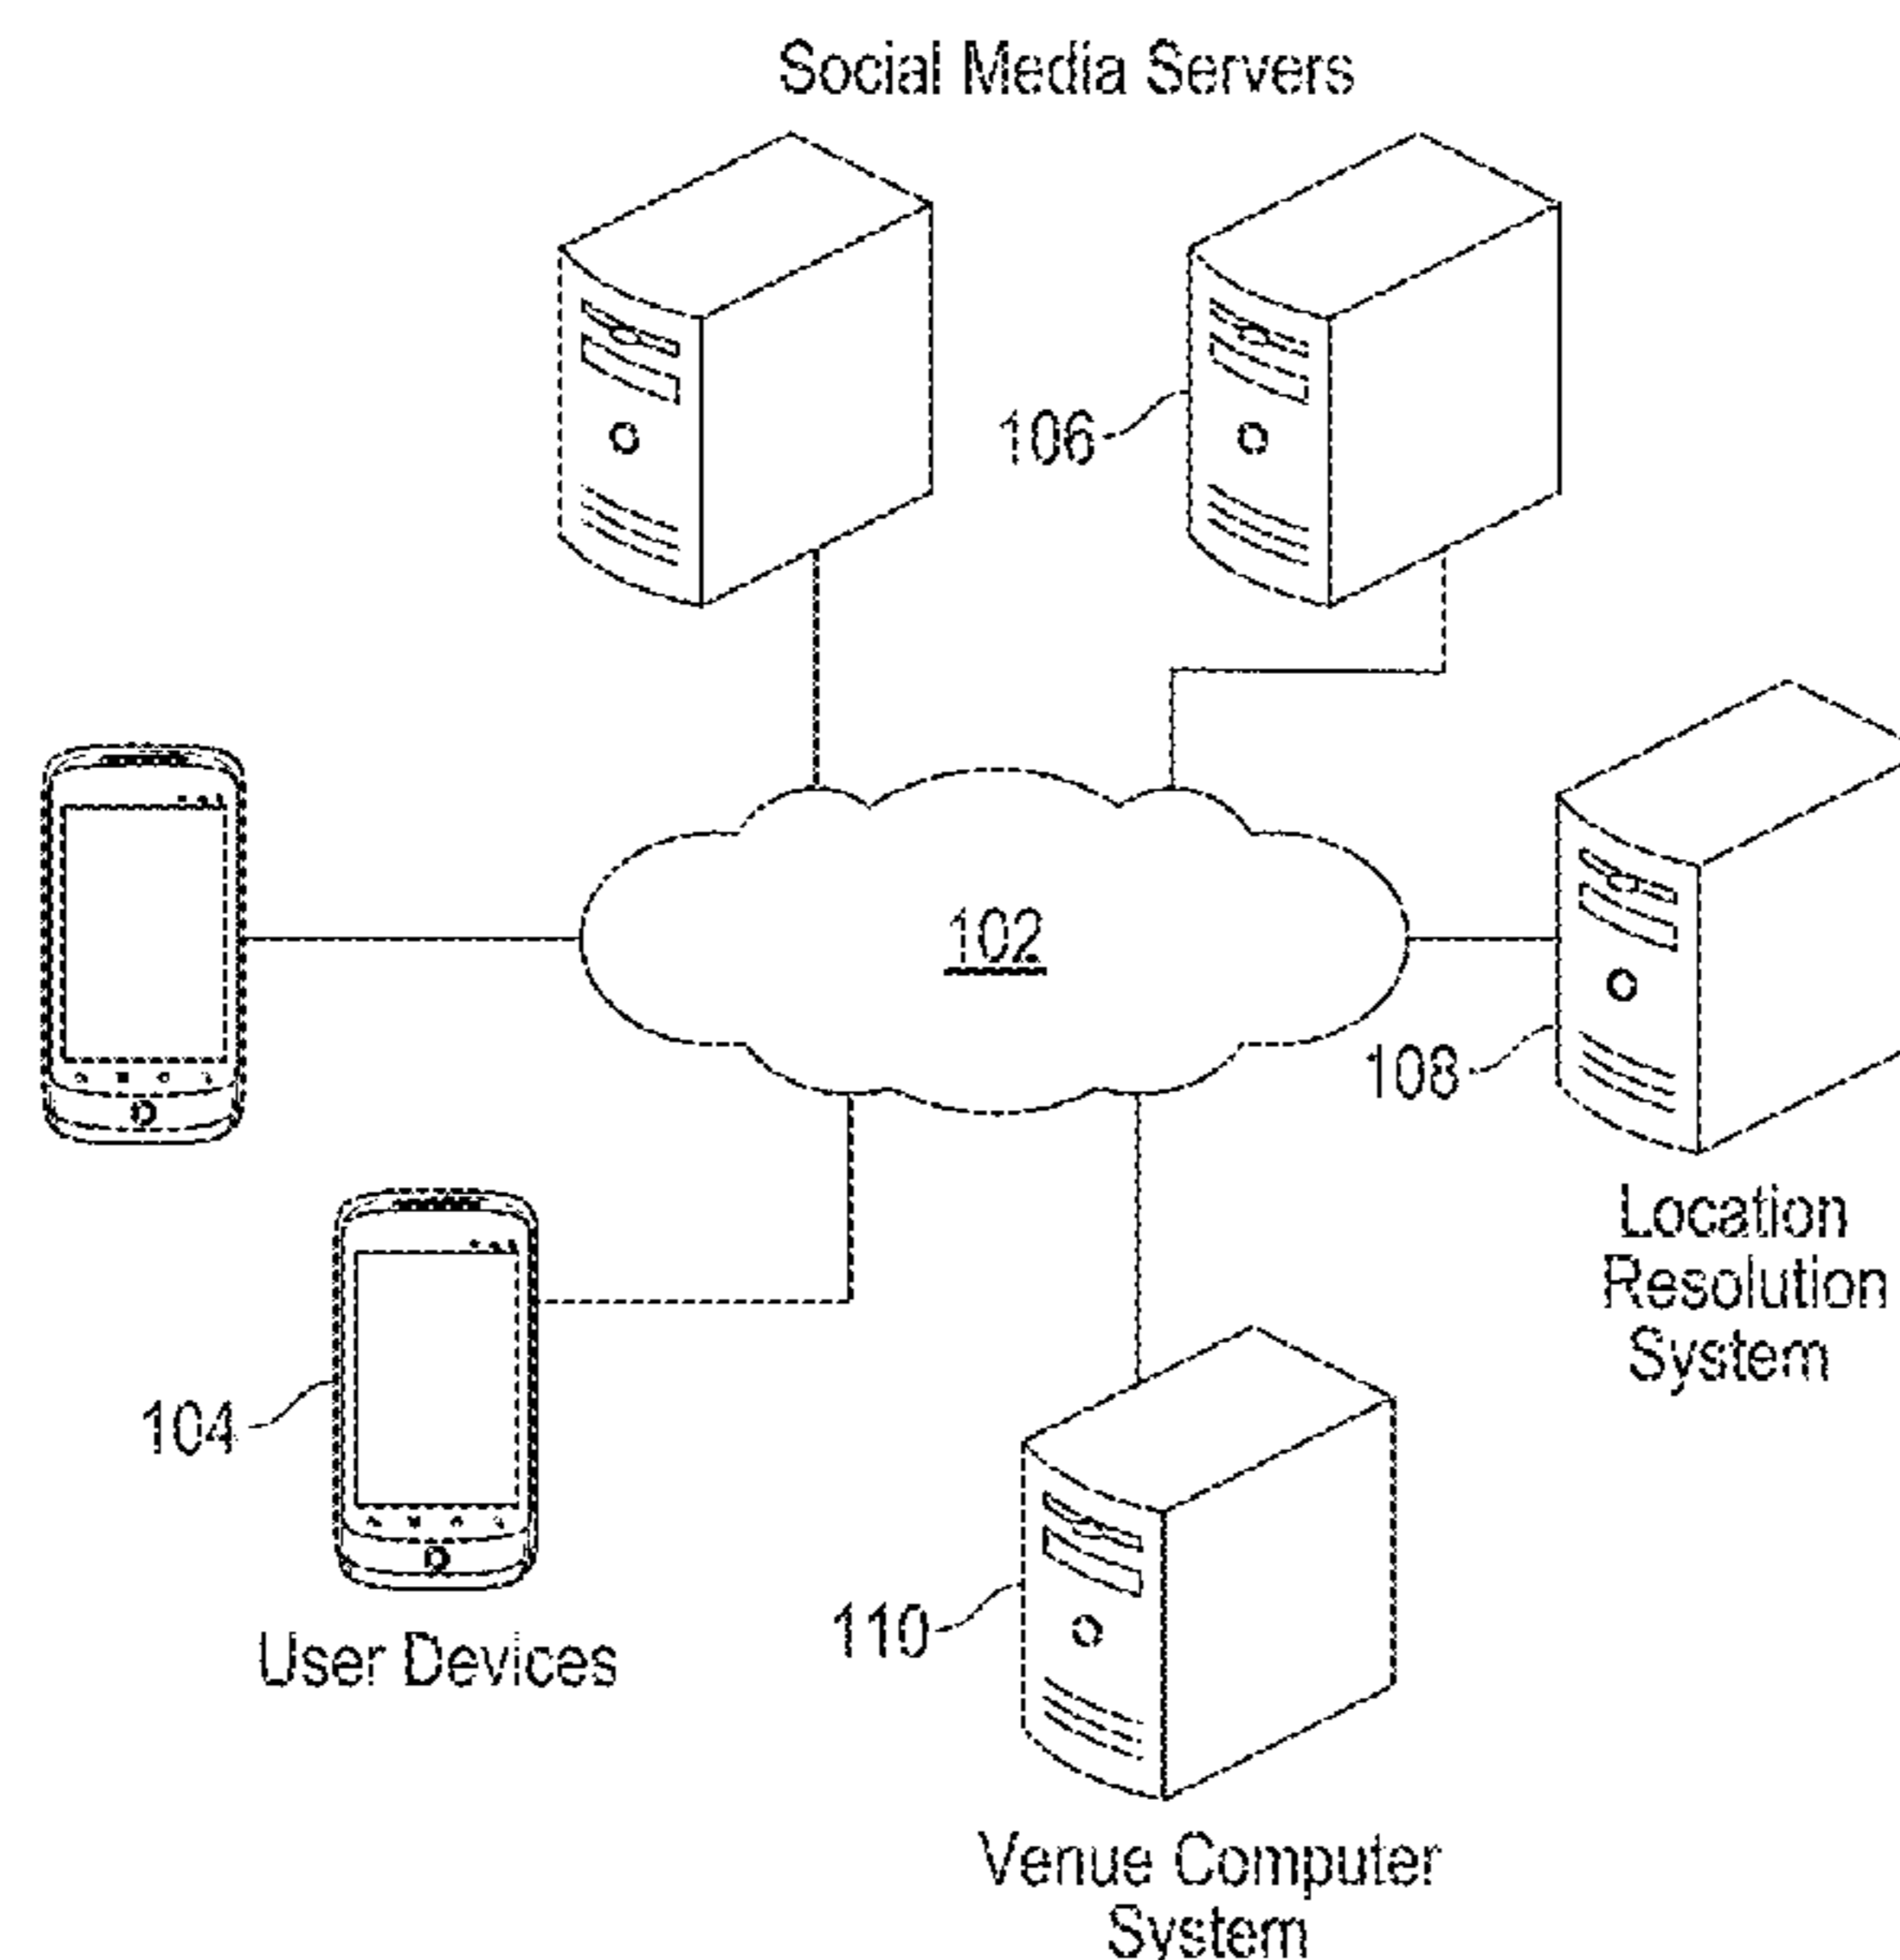 Social Media Servers
106
102
108
Location
Resolution
System
104
110
User Devices
Venue Computer
System